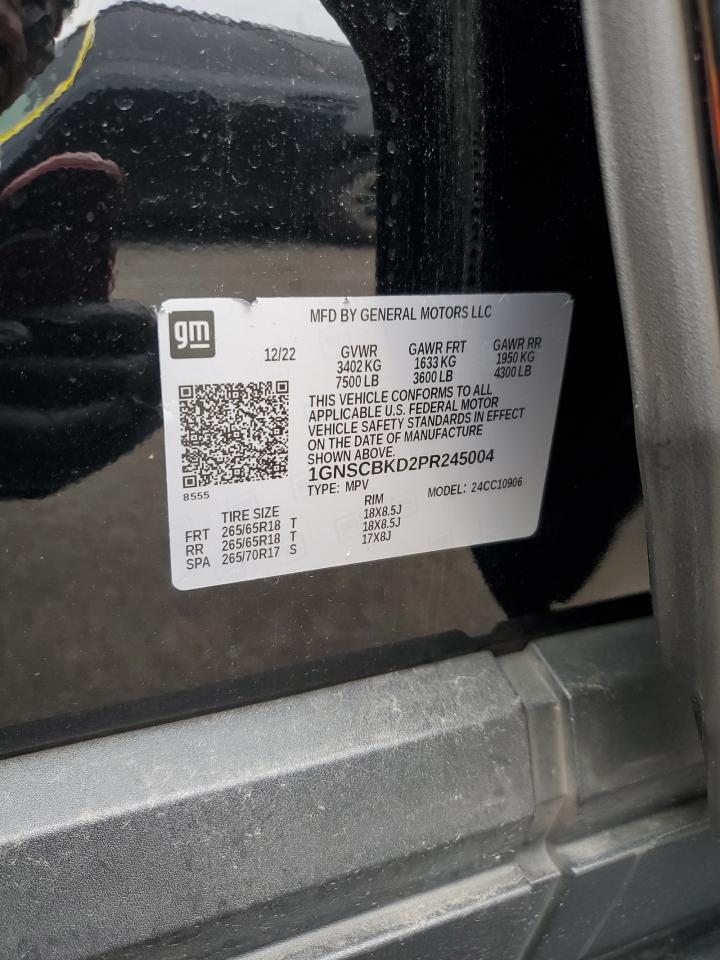 gm
MFD BY GENERAL MOTORS LLC
12/22
GVWR GAWR FRT GAWR RR
3402 KG 1633 KG 1950 KG
7500 LB 3600 LB 4300 LB
THIS VEHICLE CONFORMS TO ALL
APPLICABLE U.S. FEDERAL MOTOR
VEHICLE SAFETY STANDARDS IN EFFECT
ON THE DATE OF MANUFACTURE
SHOWN ABOVE.
1GNSCBKD2PR245004
8555
TYPE: MPV MODEL: 24CC10906
TIRE SIZE RIM
FRT 265/65R18 T 18X8.5J
RR 265/65R18 T 18X8.5J
SPA 265/70R17 S 17X8J